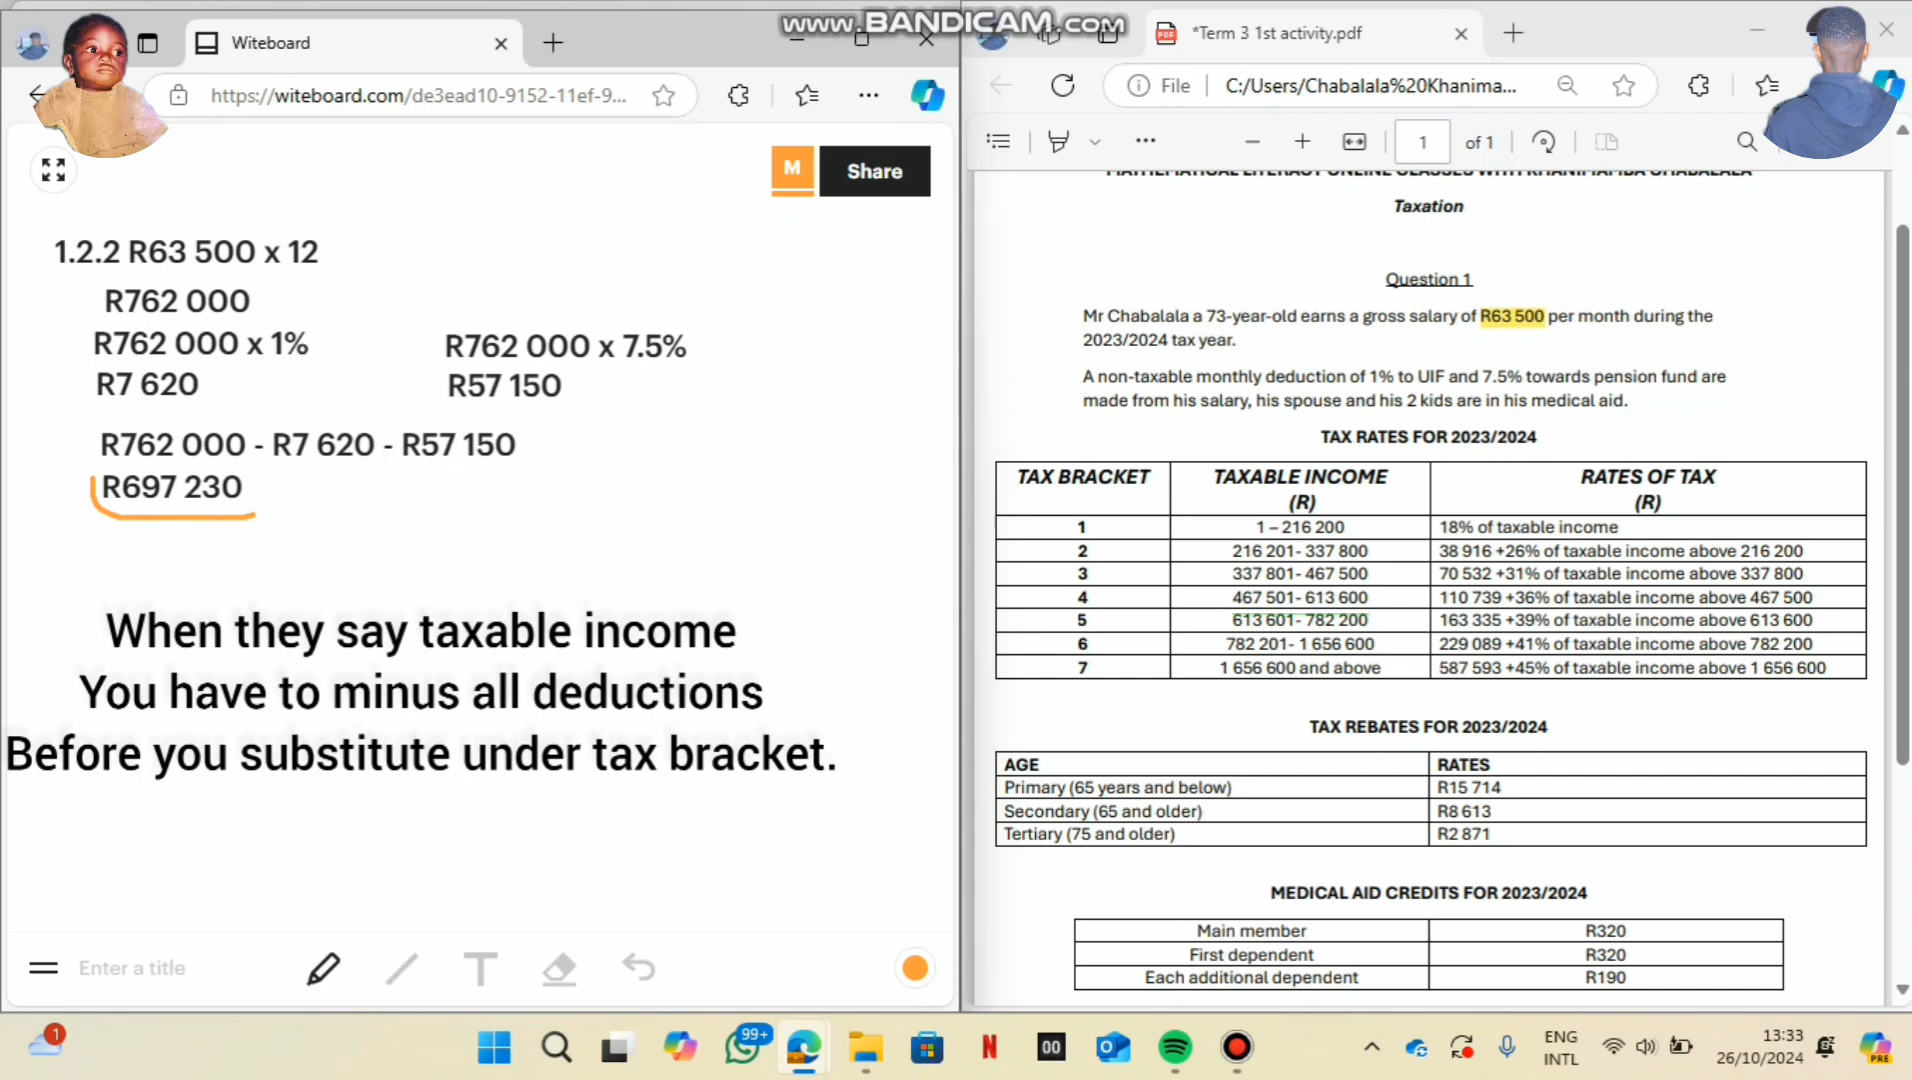 www.BANDICAM.com
Witeboard
https://witeboard.com/de3ead10-9152-11ef-9...
M
Share
1.2.2 R63 500 x 12
R762 000
R762 000 x 1%
R7 620
R762 000 x 7.5%
R57 150
R762 000 - R7 620 - R57 150
R697 230
When they say taxable income
You have to minus all deductions
Before you substitute under tax bracket.
Enter a title
*Term 3 1st activity.pdf
File
C:/Users/Chabalala%20Khanima...
1 of 1
MATHEMATICAL LITERACY ONLINE CLASSES WITH KHANIMAMBA CHABALALA
Taxation
Question 1
Mr Chabalala a 73-year-old earns a gross salary of R63 500 per month during the
2023/2024 tax year.
A non-taxable monthly deduction of 1% to UIF and 7.5% towards pension fund are
made from his salary, his spouse and his 2 kids are in his medical aid.
TAX RATES FOR 2023/2024
TAX BRACKET TAXABLE INCOME (R) RATES OF TAX (R)
1 1 – 216 200 18% of taxable income
2 216 201- 337 800 38 916 +26% of taxable income above 216 200
3 337 801- 467 500 70 532 +31% of taxable income above 337 800
4 467 501- 613 600 110 739 +36% of taxable income above 467 500
5 613 601- 782 200 163 335 +39% of taxable income above 613 600
6 782 201- 1 656 600 229 089 +41% of taxable income above 782 200
7 1 656 600 and above 587 593 +45% of taxable income above 1 656 600
TAX REBATES FOR 2023/2024
AGE RATES
Primary (65 years and below) R15 714
Secondary (65 and older) R8 613
Tertiary (75 and older) R2 871
MEDICAL AID CREDITS FOR 2023/2024
Main member R320
First dependent R320
Each additional dependent R190
1
99+
ENG
INTL
13:33
26/10/2024
PRE